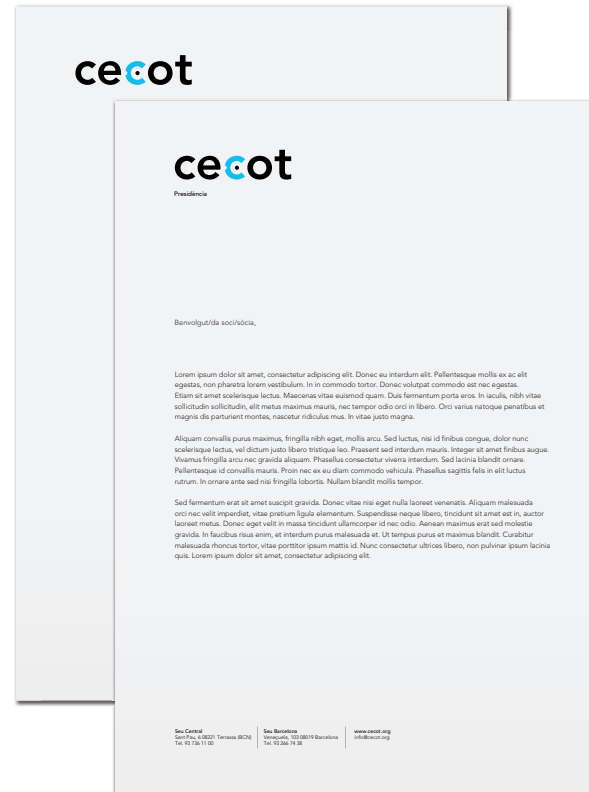 cecot
cecot
Presidència
Benvolgut/da soci/sòcia,
Lorem ipsum dolor sit amet, consectetur adipiscing elit. Donec eu interdum elit. Pellentesque mollis ex ac elit
egestas, non pharetra lorem vestibulum. In in commodo tortor. Donec volutpat commodo est nec egestas.
Etiam sit amet scelerisque lectus. Maecenas vitae euismod quam. Duis fermentum porta eros. In iaculis, nibh vitae
sollicitudin sollicitudin, elit metus maximus mauris, nec tempor odio orci in libero. Orci varius natoque penatibus et
magnis dis parturient montes, nascetur ridiculus mus. In vitae justo magna.
Aliquam convallis purus maximus, fringilla nibh eget, mollis arcu. Sed luctus, nisi id finibus congue, dolor nunc
scelerisque lectus, vel dictum justo libero tristique leo. Praesent sed interdum mauris. Integer sit amet finibus augue.
Vivamus fringilla arcu nec gravida aliquam. Phasellus consectetur viverra interdum. Sed lacinia blandit ornare.
Pellentesque id convallis mauris. Proin nec ex eu diam commodo vehicula. Phasellus sagittis felis in elit luctus
rutrum. In ornare ante sed nisi fringilla lobortis. Nullam blandit mollis tempor.
Sed fermentum erat sit amet suscipit gravida. Donec vitae nisi eget nulla laoreet venenatis. Aliquam malesuada
orci nec velit imperdiet, vitae pretium ligula elementum. Suspendisse neque libero, tincidunt sit amet est in, auctor
laoreet metus. Donec eget velit in massa tincidunt ullamcorper id nec odio. Aenean maximus erat sed molestie
gravida. In faucibus risus enim, et interdum purus malesuada et. Ut tempus purus et maximus blandit. Curabitur
malesuada rhoncus tortor, vitae porttitor ipsum mattis id. Nunc consectetur ultrices libero, non pulvinar ipsum lacinia
quis. Lorem ipsum dolor sit amet, consectetur adipiscing elit.
Seu Central
Sant Pau, 6 08221 Terrassa (BCN)
Tel. 93 736 11 00
Seu Barcelona
Veneçuela, 103 08019 Barcelona
Tel. 93 266 74 38
www.cecot.org
info@cecot.org